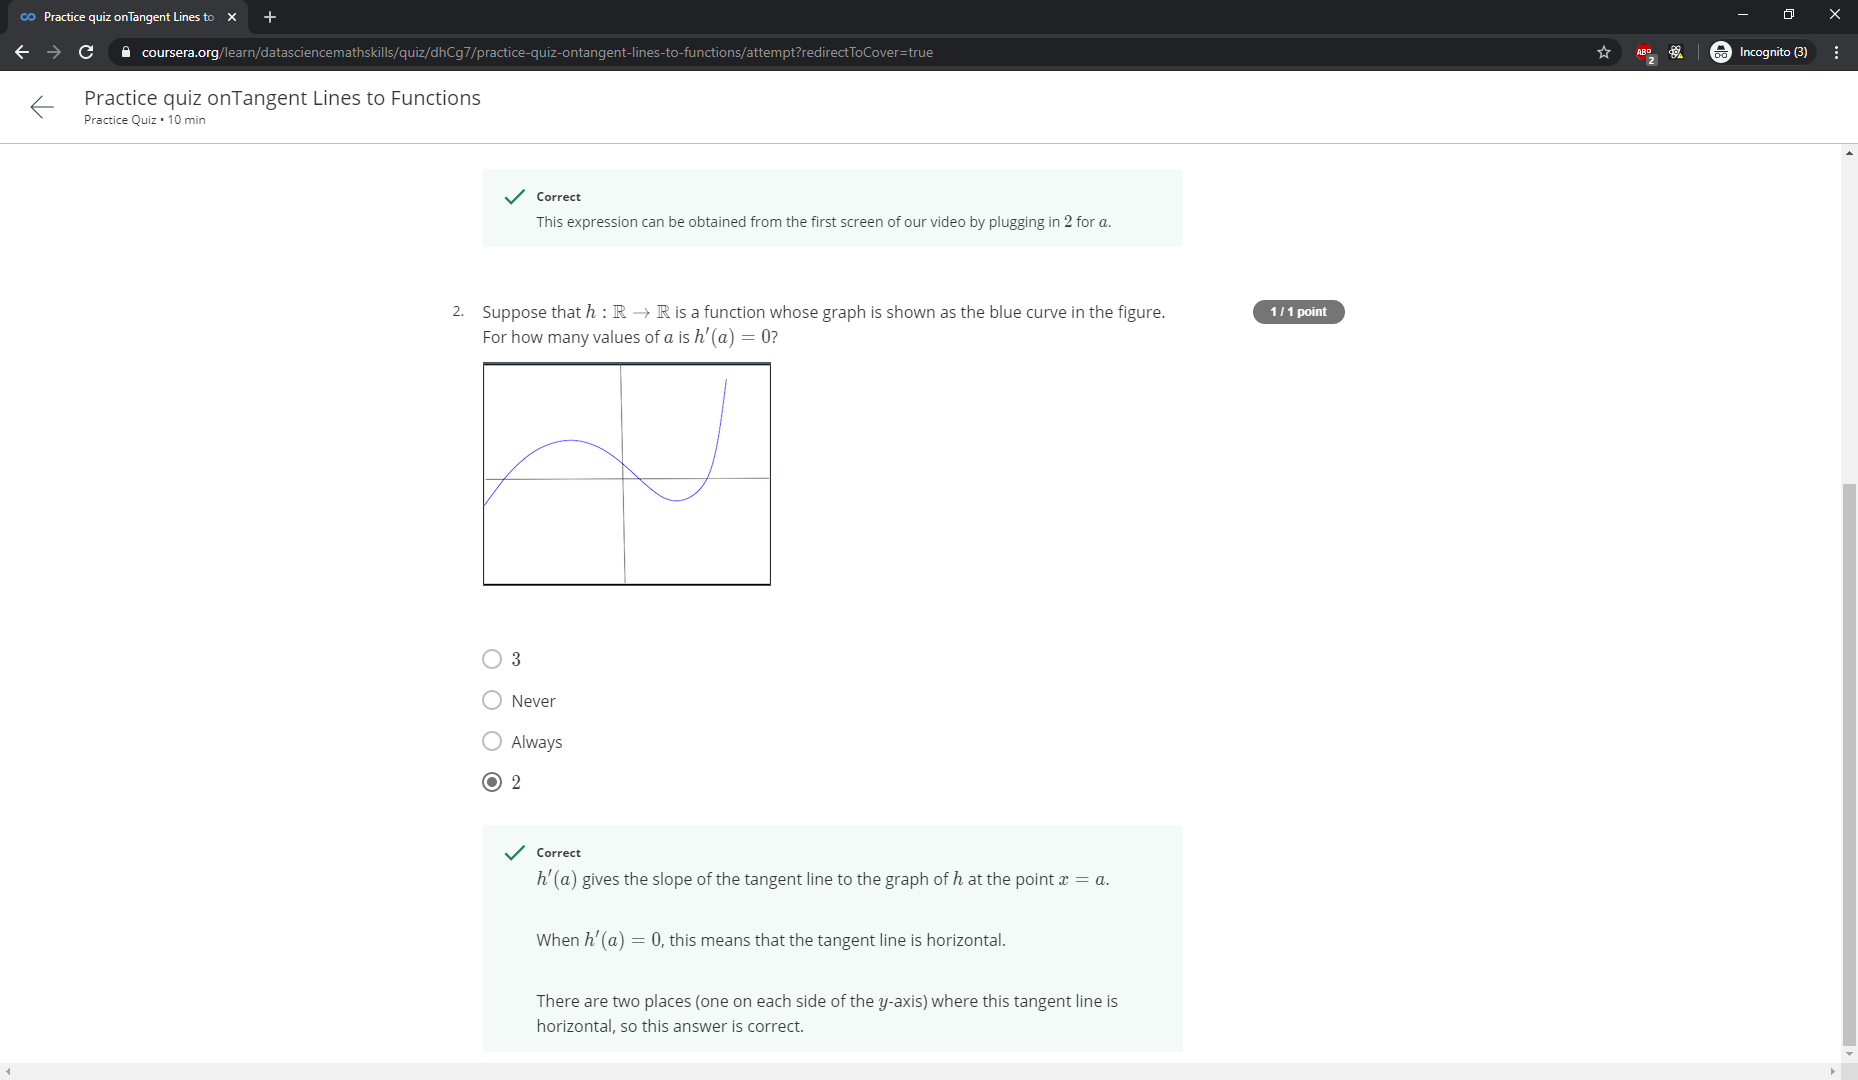 Practice quiz onTangent Lines to
Incognito (3)
coursera.org/learn/datasciencemathskills/quiz/dhCg7/practice-quiz-ontangent-lines-to-functions/attempt?redirectToCover=true
ABP
2
Practice quiz onTangent Lines to Functions
Practice Quiz • 10 min
Correct
This expression can be obtained from the first screen of our video by plugging in 2 for a.
2. Suppose that h : ℝ → ℝ is a function whose graph is shown as the blue curve in the figure.
1 / 1 point
For how many values of a is h′(a) = 0?
3
Never
Always
2
Correct
h′(a) gives the slope of the tangent line to the graph of h at the point x = a.
When h′(a) = 0, this means that the tangent line is horizontal.
There are two places (one on each side of the y-axis) where this tangent line is
horizontal, so this answer is correct.